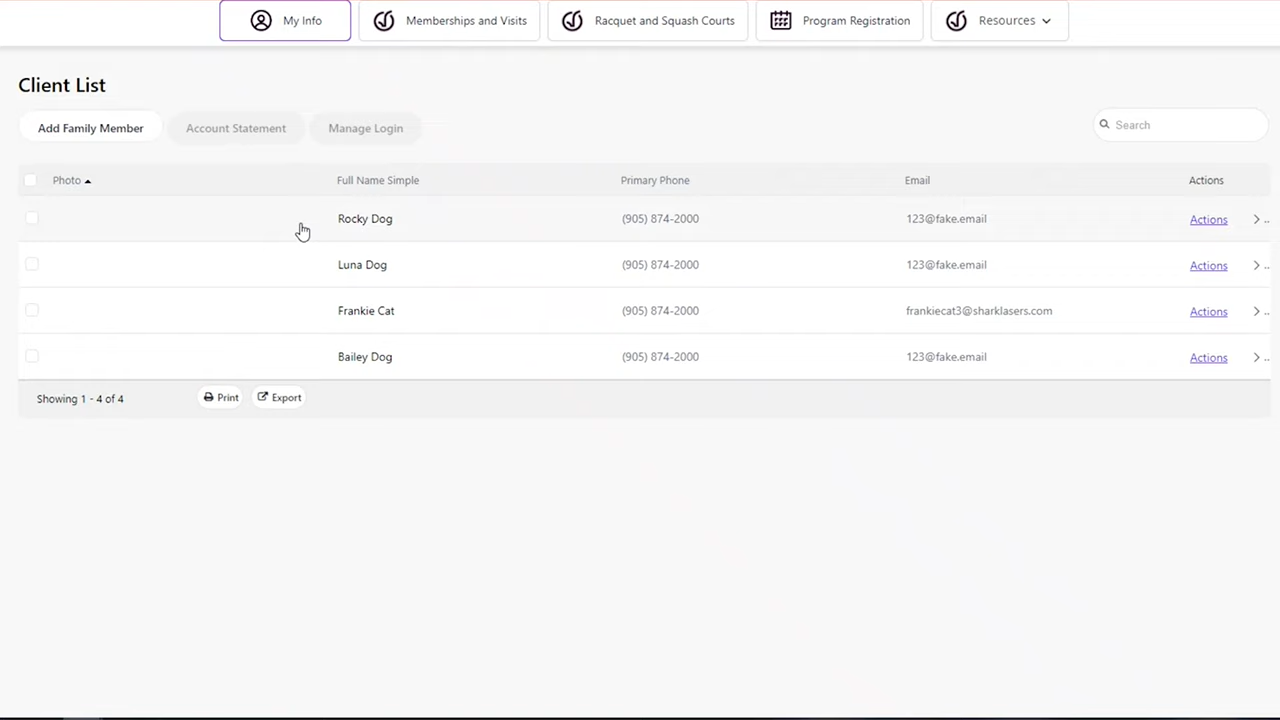 My Info Memberships and Visits Racquet and Squash Courts Program Registration Resources
Client List
Add Family Member Account Statement Manage Login Search
Photo Full Name Simple Primary Phone Email Actions
Rocky Dog (905) 874-2000 123@fake.email Actions > ..
Luna Dog (905) 874-2000 123@fake.email Actions > ..
Frankie Cat (905) 874-2000 frankiecat3@sharklasers.com Actions > ..
Bailey Dog (905) 874-2000 123@fake.email Actions > ..
Showing 1 - 4 of 4 Print Export